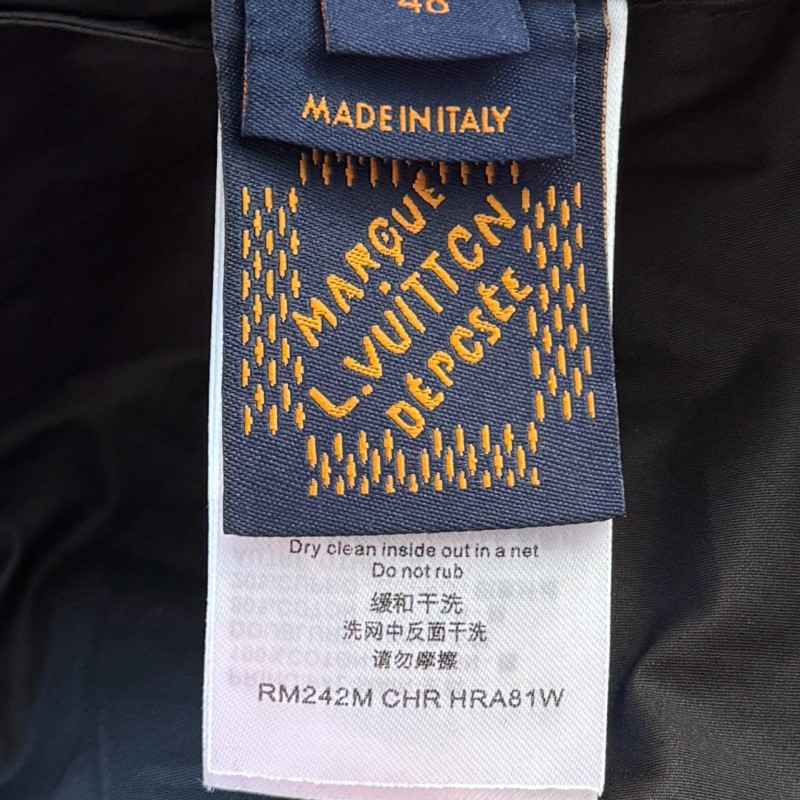 48
MADE IN ITALY
MARQUE
L.VUITTON
DÉPOSÉE
Dry clean inside out in a net
Do not rub
缓和干洗
洗网中反面干洗
请勿摩擦
RM242M CHR HRA81W